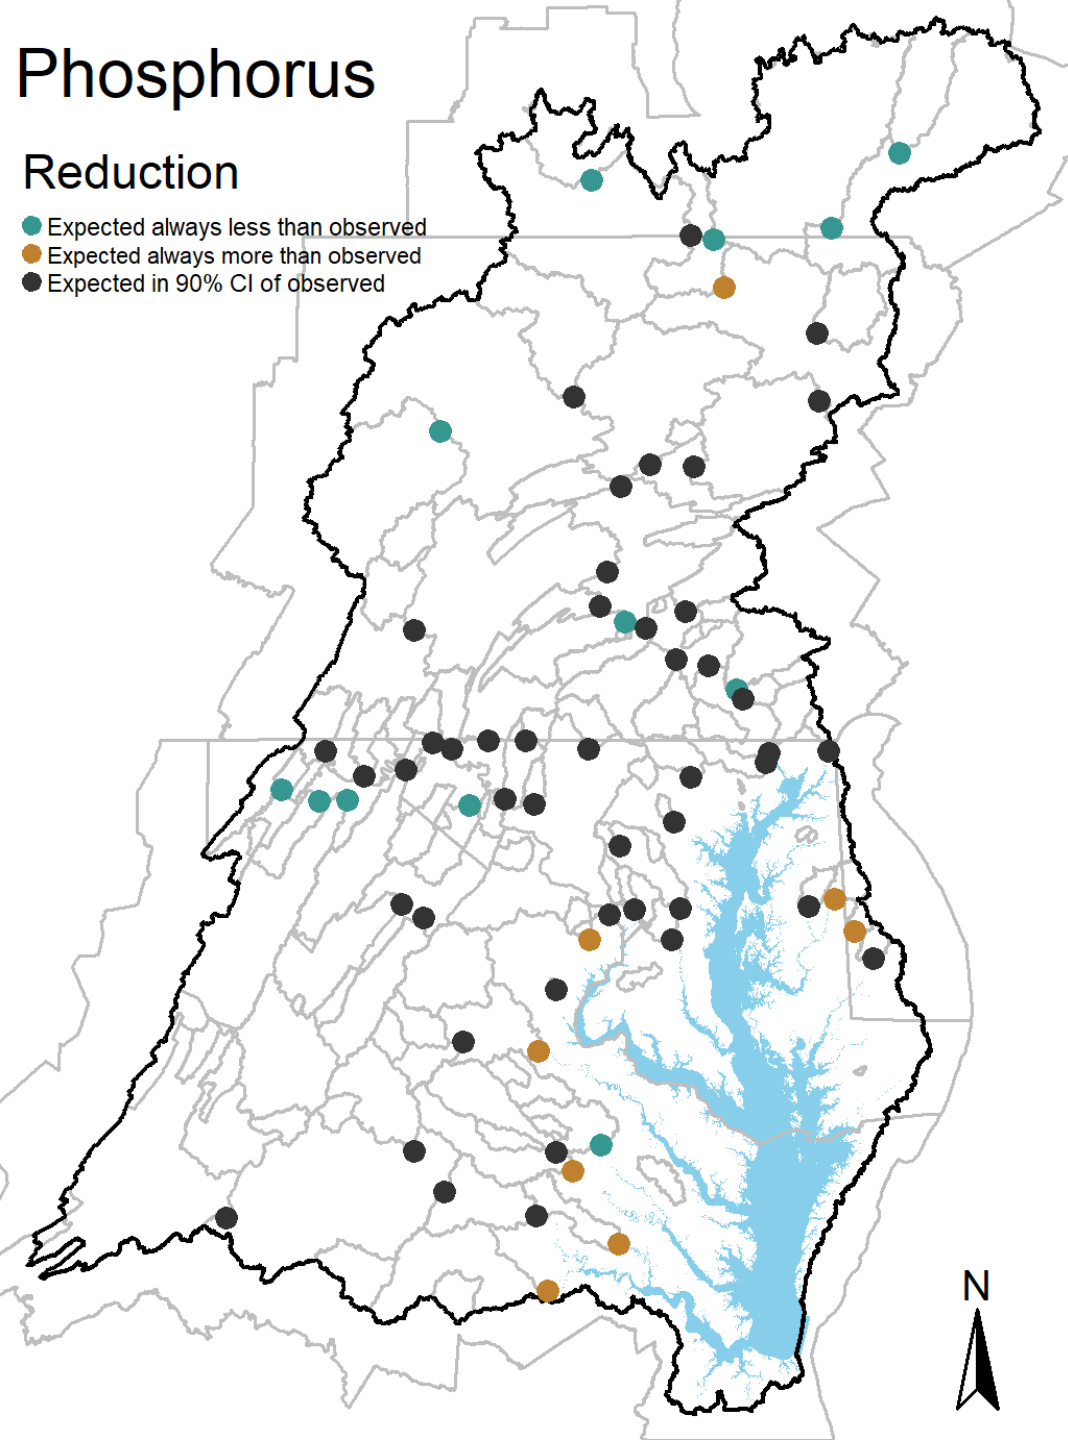 Phosphorus
Reduction
Expected always less than observed
Expected always more than observed
Expected in 90% CI of observed
N